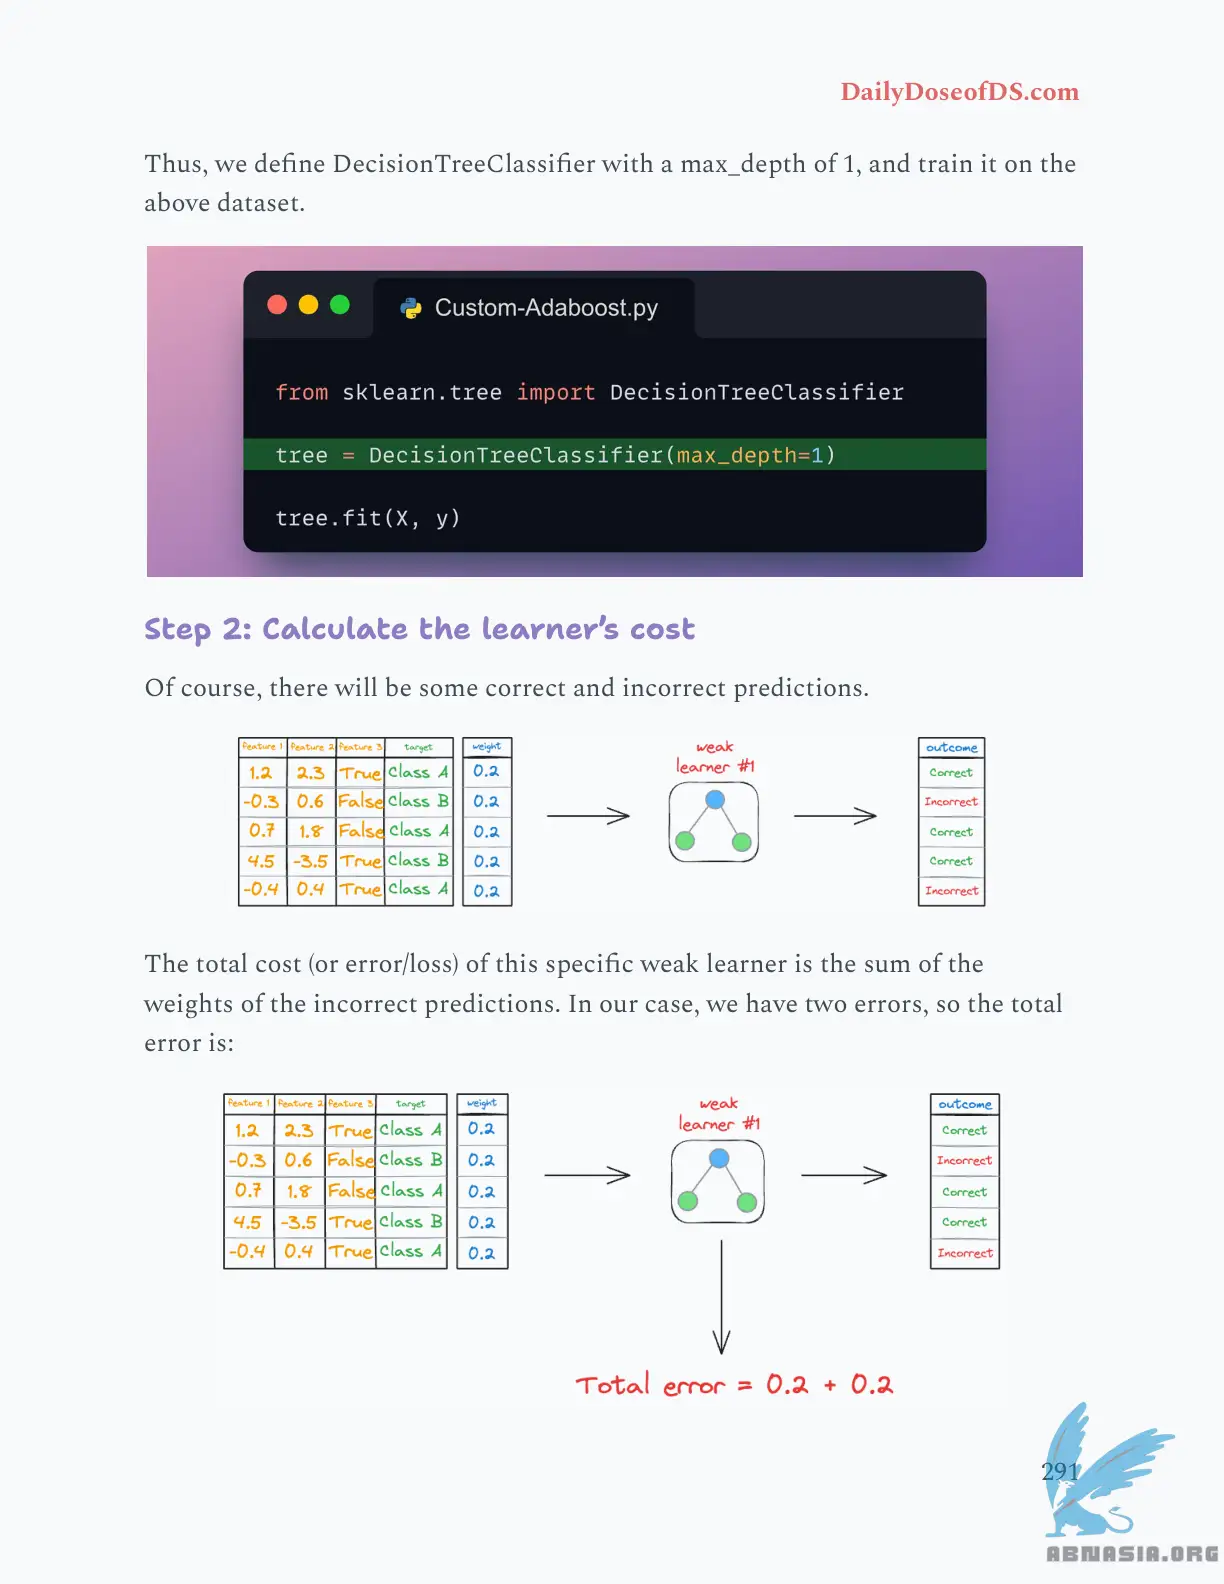 DailyDoseofDS.com
Thus, we define DecisionTreeClassifier with a max_depth of 1, and train it on the
above dataset.
Custom-Adaboost.py
from sklearn.tree import DecisionTreeClassifier
tree = DecisionTreeClassifier(max_depth=1)
tree.fit(X, y)
Step 2: Calculate the learner's cost
Of course, there will be some correct and incorrect predictions.
feature 1 feature 2 feature 3 target weight
1.2 2.3 True Class A 0.2
-0.3 0.6 False Class B 0.2
0.7 1.8 False Class A 0.2
4.5 -3.5 True Class B 0.2
-0.4 0.4 True Class A 0.2
weak
learner #1
outcome
Correct
Incorrect
Correct
Correct
Incorrect
The total cost (or error/loss) of this specific weak learner is the sum of the
weights of the incorrect predictions. In our case, we have two errors, so the total
error is:
feature 1 feature 2 feature 3 target weight
1.2 2.3 True Class A 0.2
-0.3 0.6 False Class B 0.2
0.7 1.8 False Class A 0.2
4.5 -3.5 True Class B 0.2
-0.4 0.4 True Class A 0.2
weak
learner #1
outcome
Correct
Incorrect
Correct
Correct
Incorrect
Total error = 0.2 + 0.2
291
ABNASIA.ORG